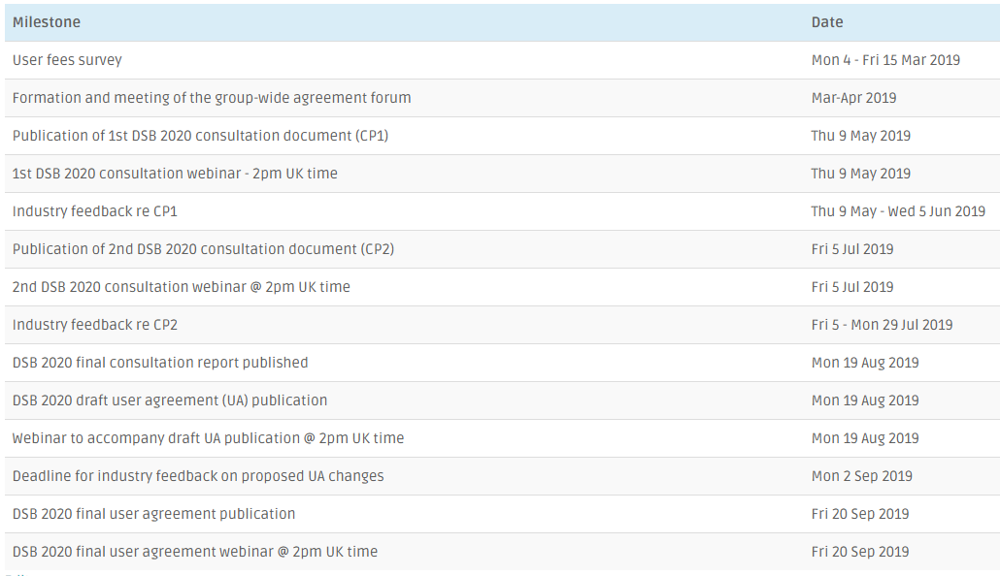 Milestone Date
User fees survey Mon 4 - Fri 15 Mar 2019
Formation and meeting of the group-wide agreement forum Mar-Apr 2019
Publication of 1st DSB 2020 consultation document (CP1) Thu 9 May 2019
1st DSB 2020 consultation webinar - 2pm UK time Thu 9 May 2019
Industry feedback re CP1 Thu 9 May - Wed 5 Jun 2019
Publication of 2nd DSB 2020 consultation document (CP2) Fri 5 Jul 2019
2nd DSB 2020 consultation webinar @ 2pm UK time Fri 5 Jul 2019
Industry feedback re CP2 Fri 5 - Mon 29 Jul 2019
DSB 2020 final consultation report published Mon 19 Aug 2019
DSB 2020 draft user agreement (UA) publication Mon 19 Aug 2019
Webinar to accompany draft UA publication @ 2pm UK time Mon 19 Aug 2019
Deadline for industry feedback on proposed UA changes Mon 2 Sep 2019
DSB 2020 final user agreement publication Fri 20 Sep 2019
DSB 2020 final user agreement webinar @ 2pm UK time Fri 20 Sep 2019